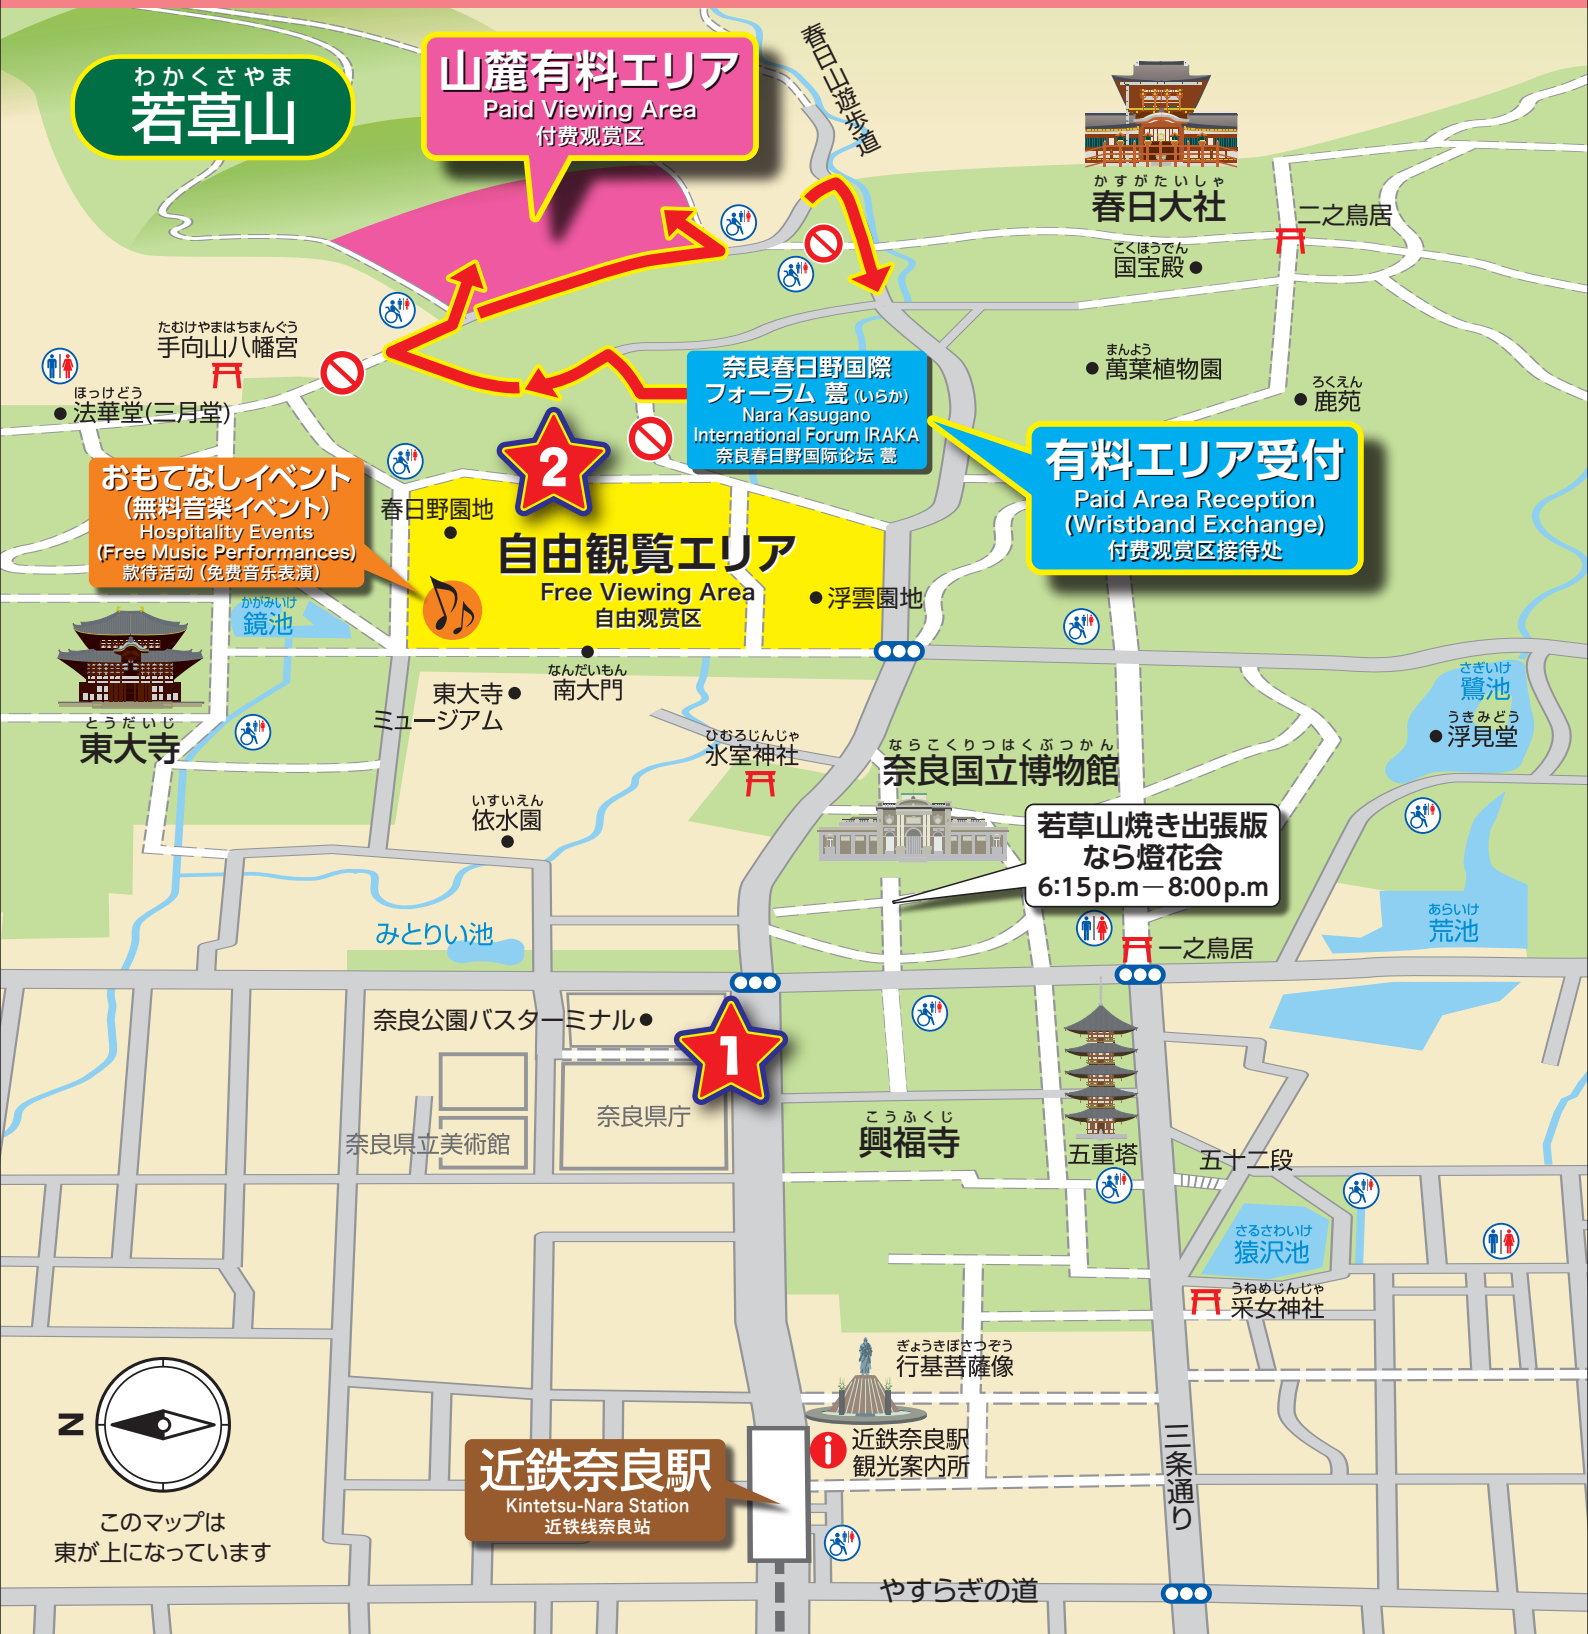 わかくさやま
若草山
山麓有料エリア
Paid Viewing Area
付费观赏区
春日山遊歩道
かすがたいしゃ
春日大社
二之鳥居
こくほうでん
国宝殿
たむけやまはちまんぐう
手向山八幡宮
ほっけどう
法華堂(三月堂)
まんよう
萬葉植物園
ろくえん
鹿苑
奈良春日野国際
フォーラム 甍(いらか)
Nara Kasugano
International Forum IRAKA
奈良春日野国际论坛 甍
有料エリア受付
Paid Area Reception
(Wristband Exchange)
付费观赏区接待处
おもてなしイベント
(無料音楽イベント)
Hospitality Events
(Free Music Performances)
款待活动(免费音乐表演)
2
春日野園地
自由観覧エリア
Free Viewing Area
自由观赏区
浮雲園地
かがみいけ
鏡池
とうだいじ
東大寺
東大寺
ミュージアム
なんだいもん
南大門
さぎいけ
鷺池
うきみどう
浮見堂
ひむろじんじゃ
氷室神社
ならこくりつはくぶつかん
奈良国立博物館
いすいえん
依水園
若草山焼き出張版
なら燈花会
6:15p.m―8:00p.m
みとりい池
あらいけ
荒池
一之鳥居
奈良公園バスターミナル
1
奈良県庁
奈良県立美術館
こうふくじ
興福寺
五重塔
五十二段
さるさわいけ
猿沢池
うねめじんじゃ
采女神社
ぎょうきぼさつぞう
行基菩薩像
i
近鉄奈良駅
観光案内所
近鉄奈良駅
Kintetsu-Nara Station
近铁线奈良站
三条通り
やすらぎの道
N
このマップは
東が上になっています